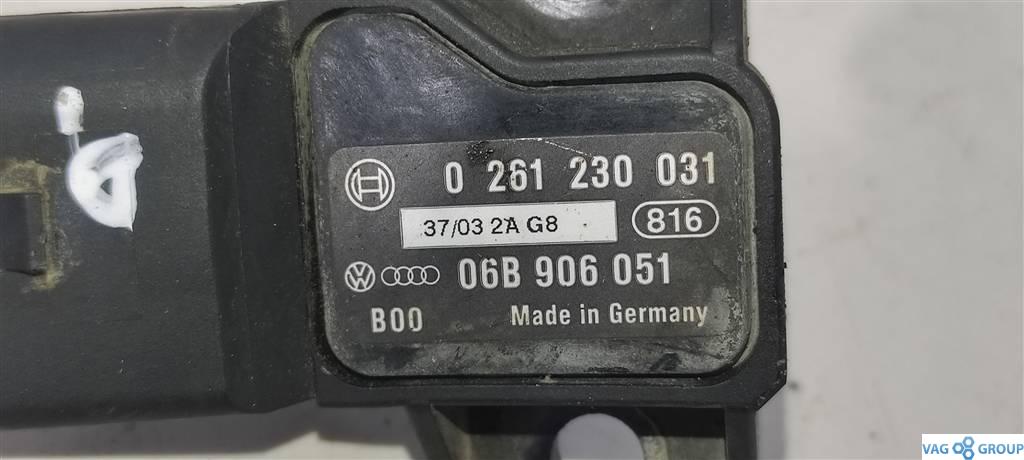 0 261 230 031
37/03 2A G8 816
06B 906 051
B00 Made in Germany
VAG GROUP